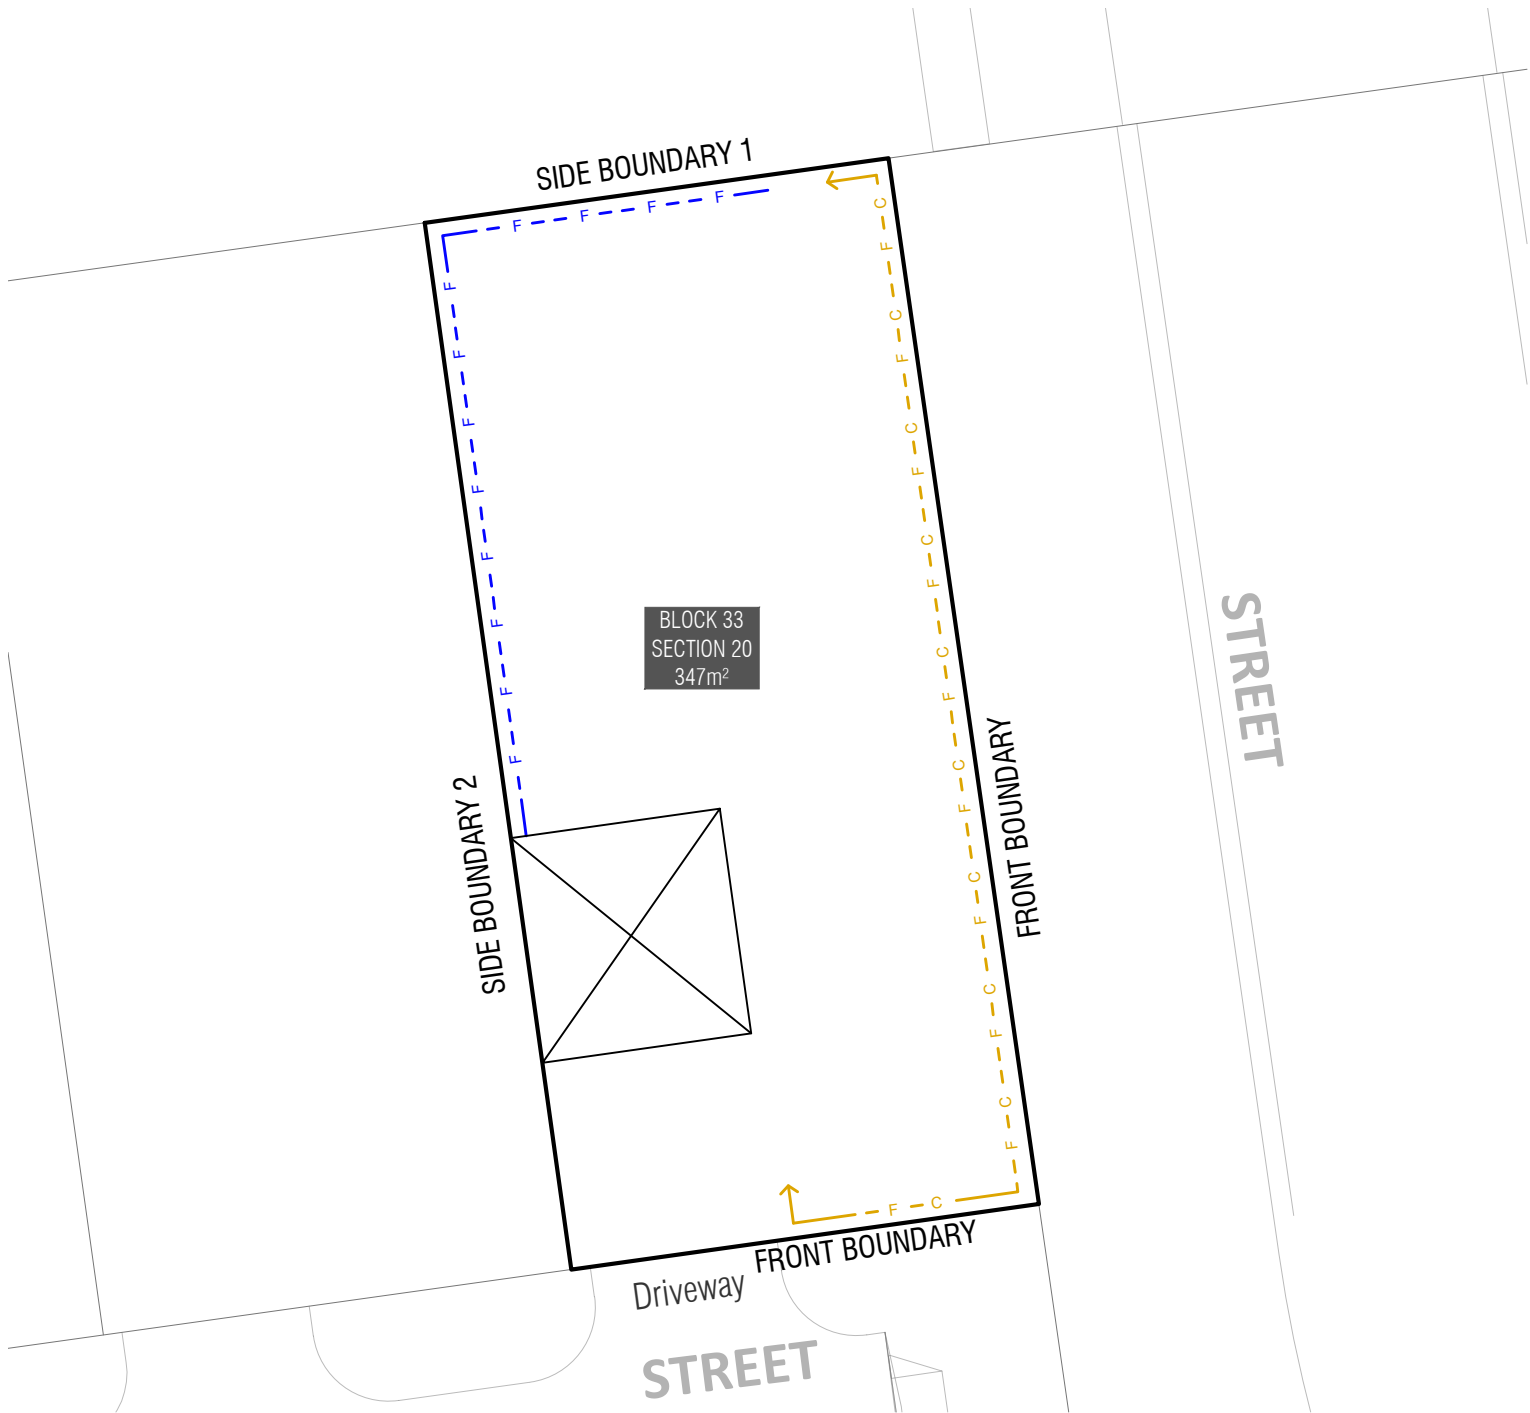 SIDE BOUNDARY 1
F F F F
C F C F C F C F C F C F C F C F C F
F F F F F F F F
BLOCK 33
SECTION 20
347m²
STREET
FRONT BOUNDARY
SIDE BOUNDARY 2
F C
FRONT BOUNDARY
Driveway
STREET